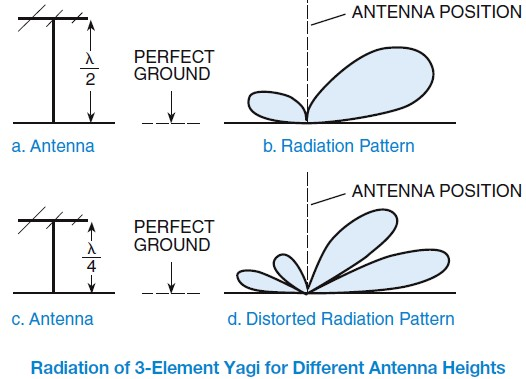 ANTENNA POSITION
λ
2
PERFECT
GROUND
a. Antenna
b. Radiation Pattern
ANTENNA POSITION
λ
4
PERFECT
GROUND
c. Antenna
d. Distorted Radiation Pattern
Radiation of 3-Element Yagi for Different Antenna Heights